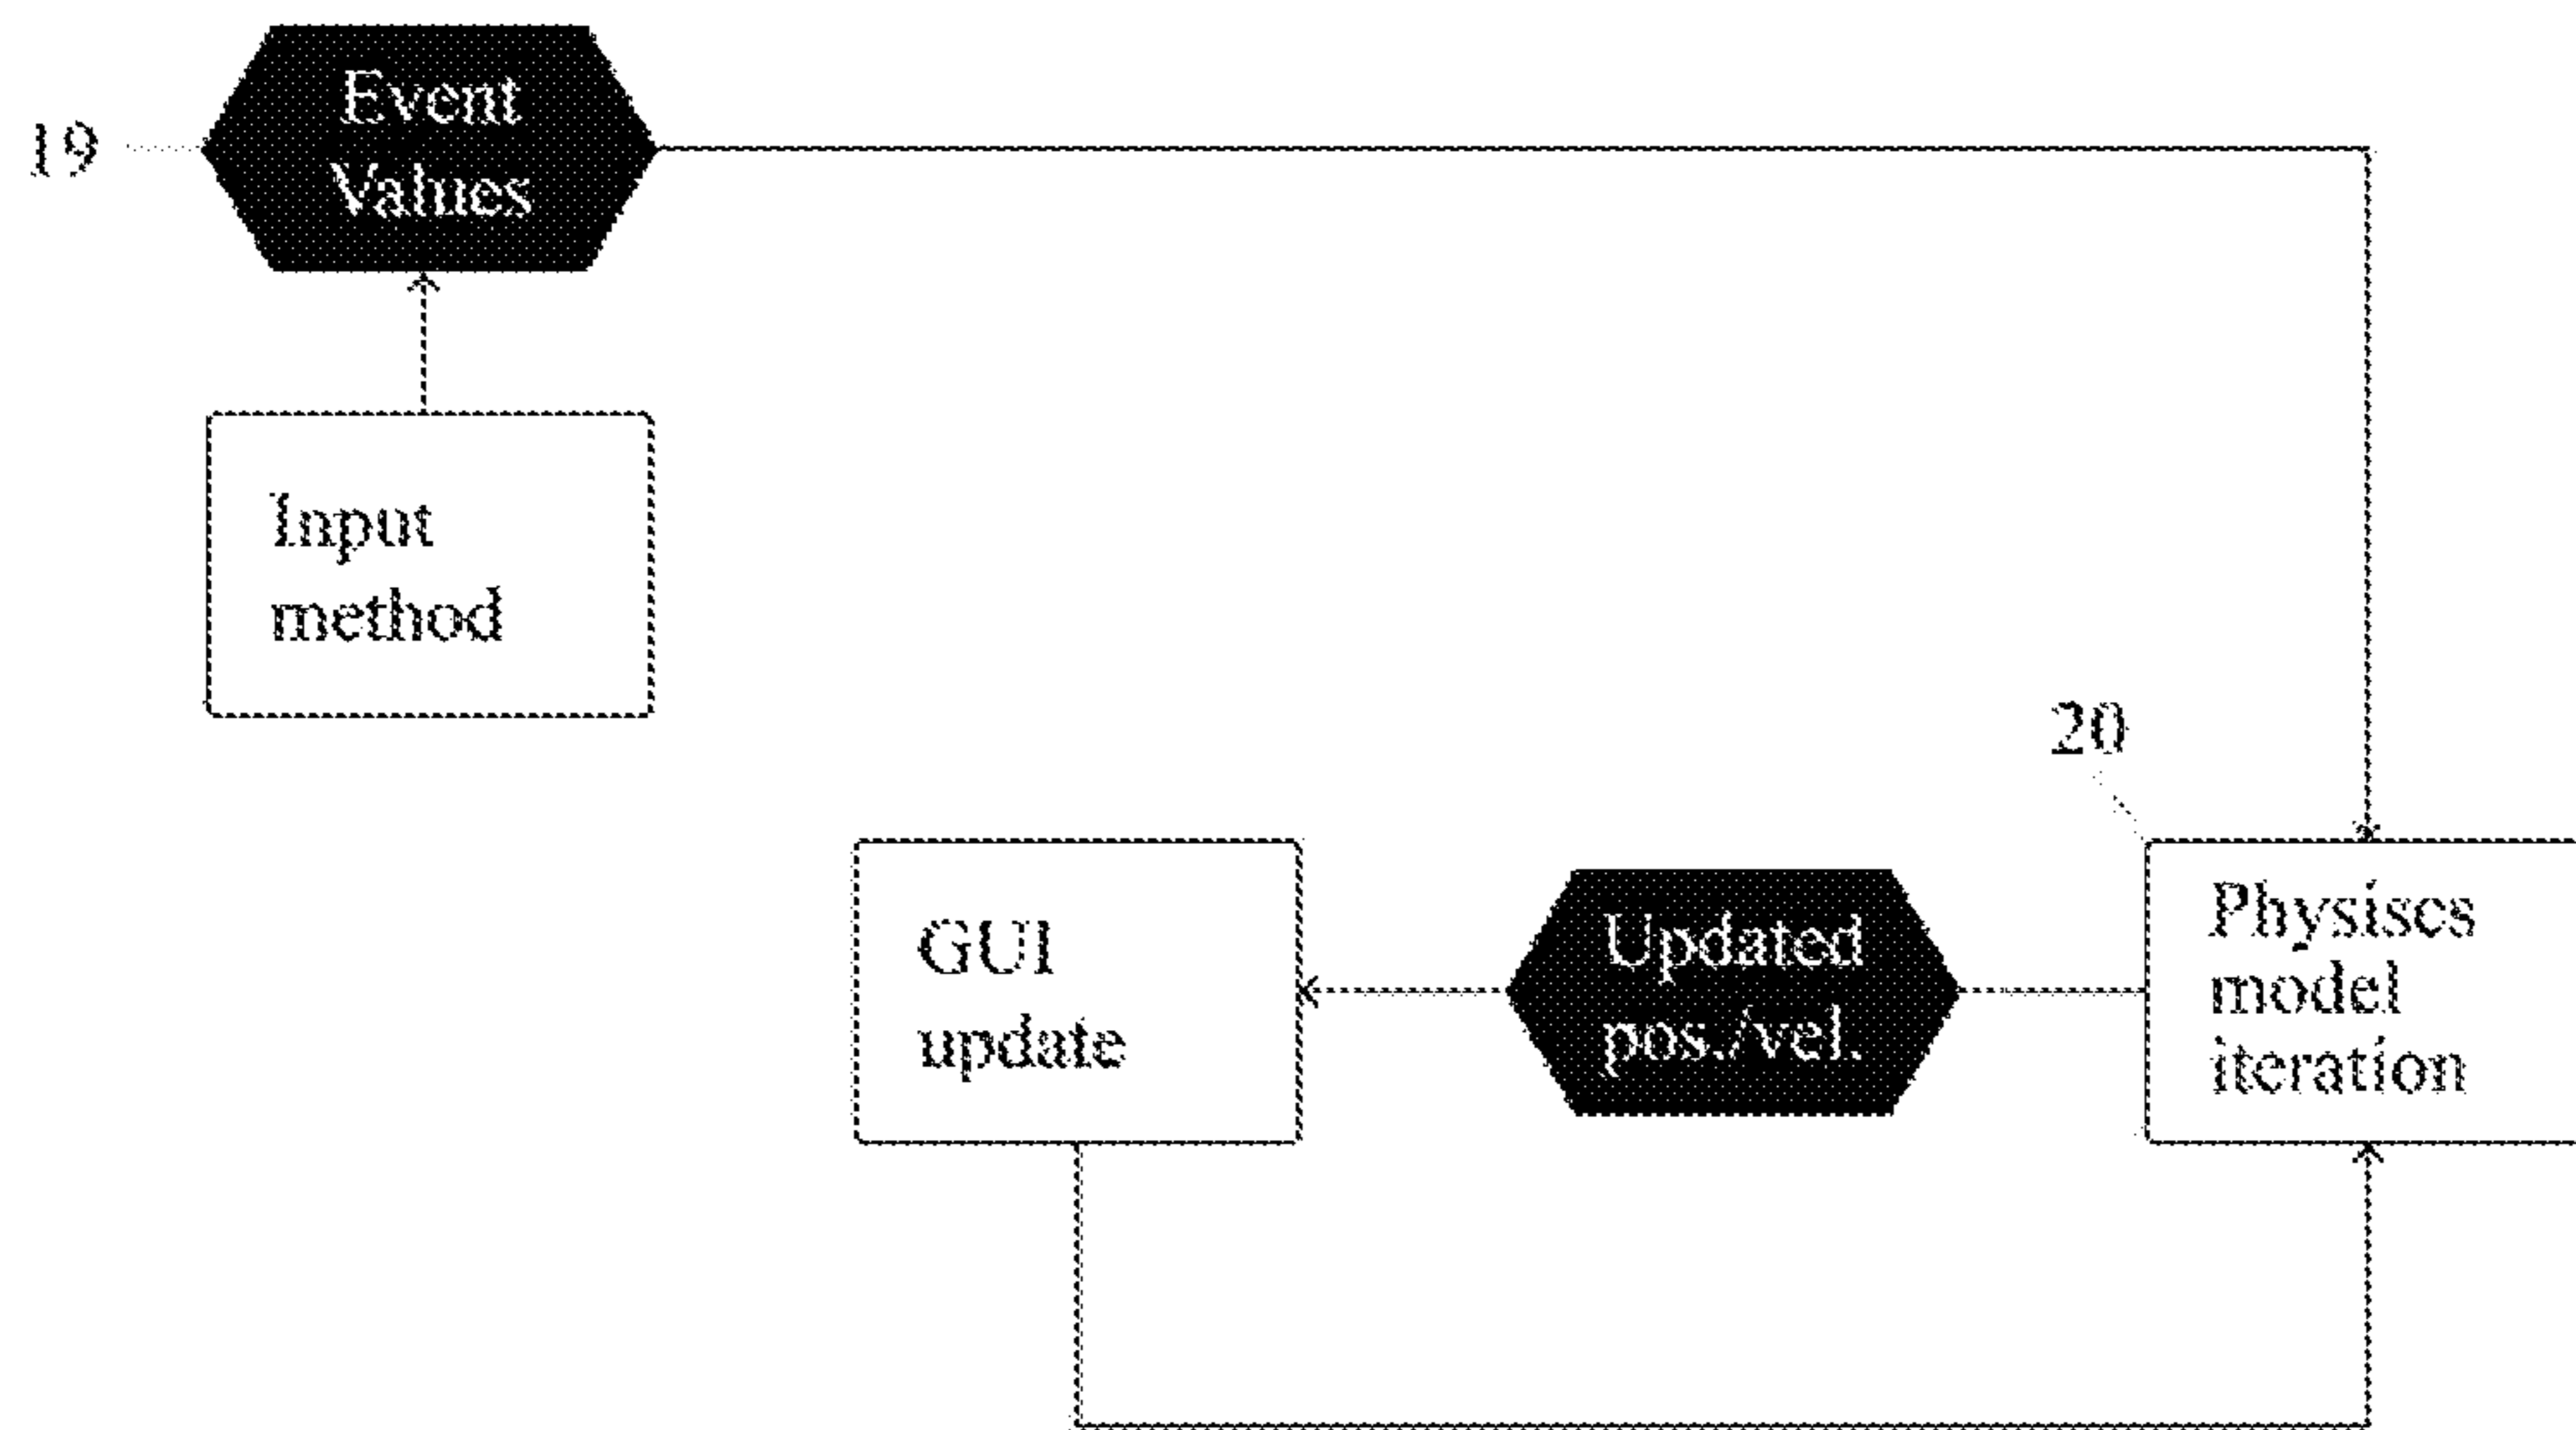 19
Event
Values
Input
method
20
GUI
update
Updated
pos./vel.
Physiscs
model
iteration